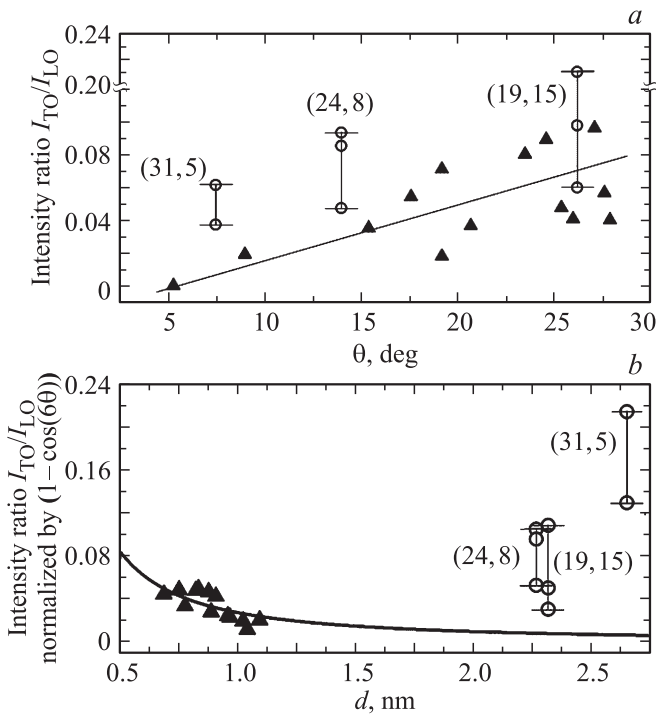 a
0.24
0.20
0.08
0.04
0
Intensity ratio I_TO/I_LO
(31, 5)
(24, 8)
(19, 15)
5 10 15 20 25 30
θ, deg
b
0.24
0.16
0.08
0
Intensity ratio I_TO/I_LO
normalized by (1–cos(6θ))
(31, 5)
(24, 8)
(19, 15)
0.5 1.0 1.5 2.0 2.5
d, nm